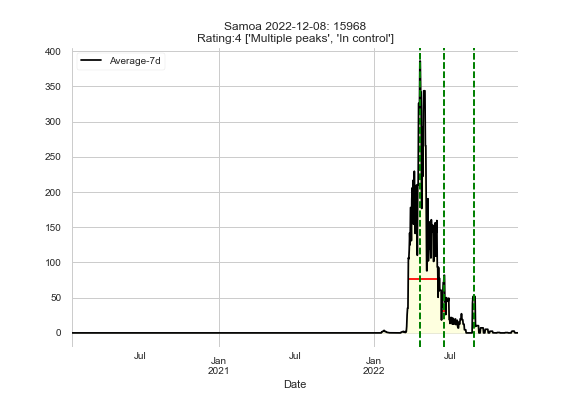 Samoa 2022-12-08: 15968
Rating:4 ['Multiple peaks', 'In control']
Average-7d
400
350
300
250
200
150
100
50
0
Jul
Jan
2021
Jul
Jan
2022
Jul
Date